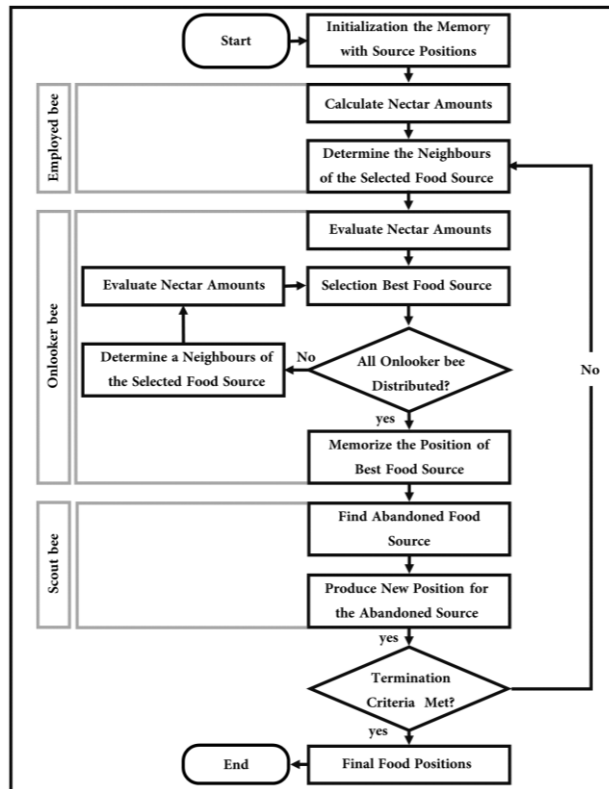 Start
Initialization the Memory
with Source Positions
Employed bee
Calculate Nectar Amounts
Determine the Neighbours
of the Selected Food Source
Onlooker bee
Evaluate Nectar Amounts
Evaluate Nectar Amounts
Selection Best Food Source
Determine a Neighbours of
the Selected Food Source
No
All Onlooker bee
Distributed?
No
yes
Memorize the Position of
Best Food Source
Scout bee
Find Abandoned Food
Source
Produce New Position for
the Abandoned Source
yes
Termination
Criteria Met?
yes
End
Final Food Positions